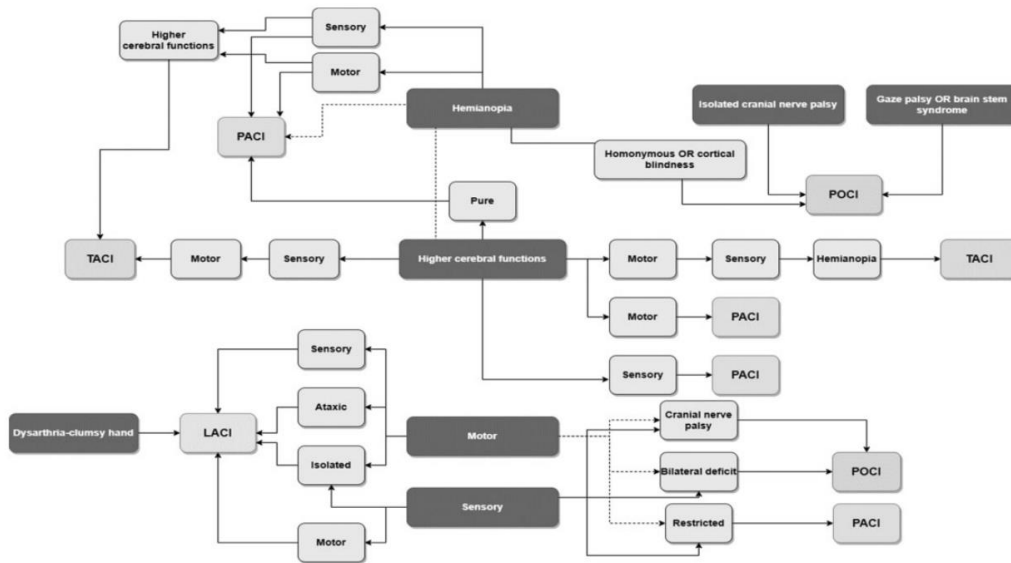 Higher
cerebral functions
Sensory
Motor
Hemianopia
Isolated cranial nerve palsy
Gaze palsy OR brain stem
syndrome
PACI
Homonymous OR cortical
blindness
POCI
Pure
TACI
Motor
Sensory
Higher cerebral functions
Motor
Sensory
Hemianopia
TACI
Motor
PACI
Sensory
PACI
Sensory
Ataxic
Isolated
Motor
Dysarthria-clumsy hand
LACI
Motor
Sensory
Cranial nerve
palsy
Bilateral deficit
POCI
Restricted
PACI